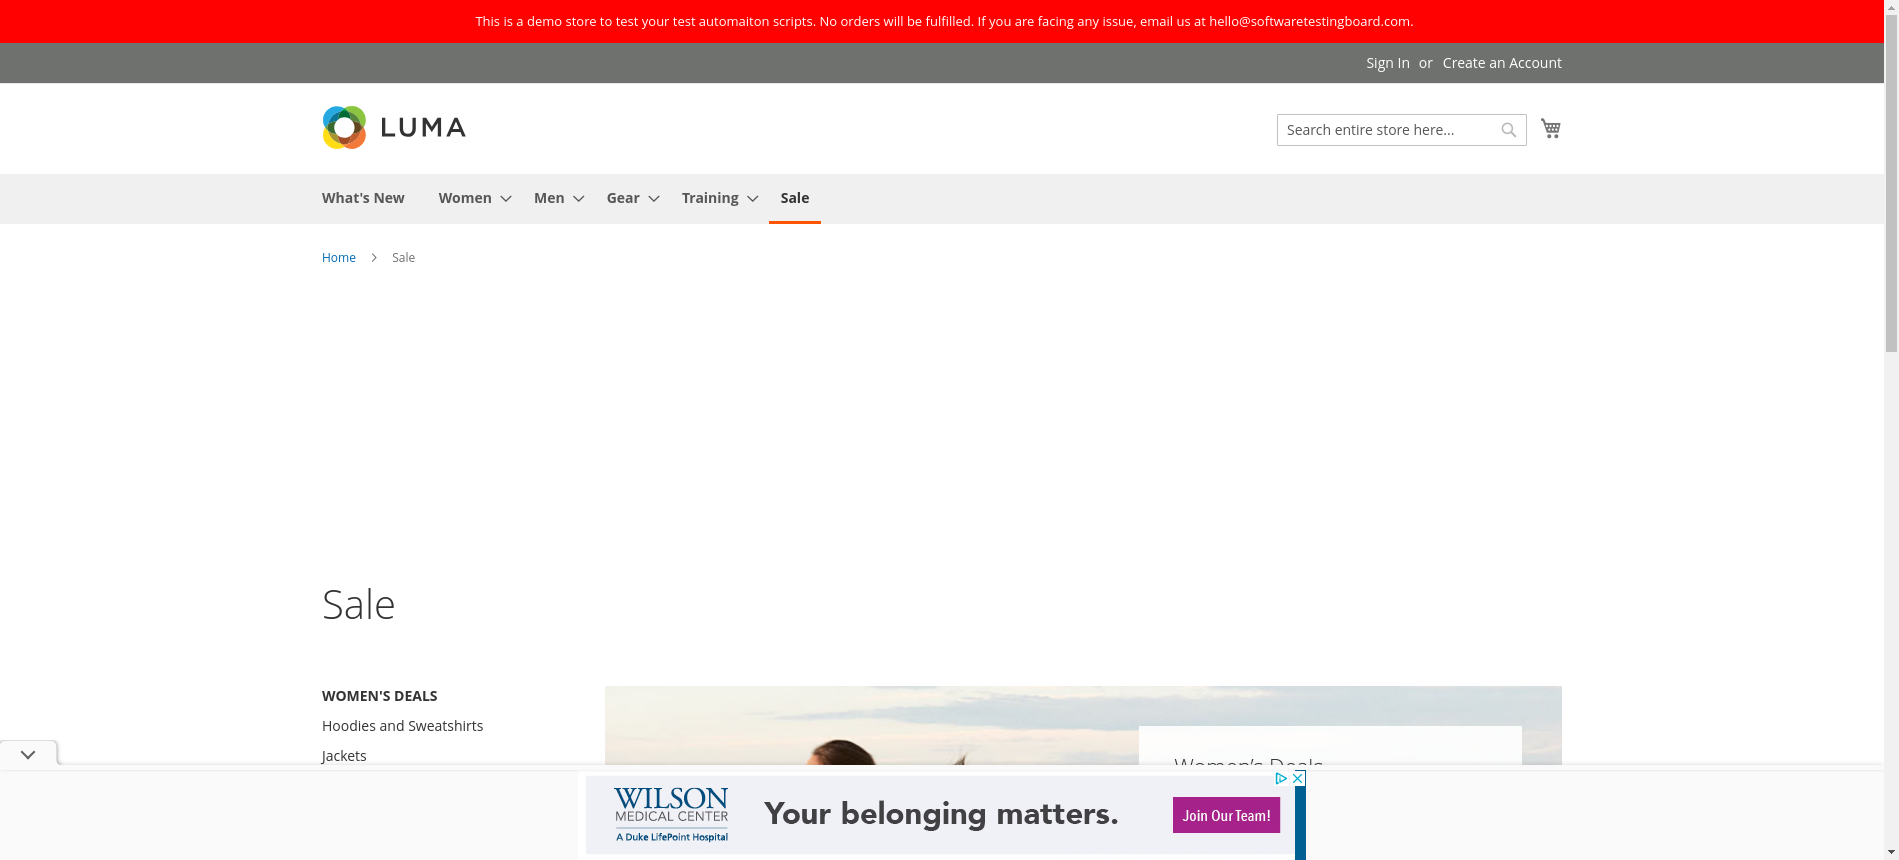 This is a demo store to test your test automaiton scripts. No orders will be fulfilled. If you are facing any issue, email us at hello@softwaretestingboard.com.
Sign In or Create an Account
LUMA
Search entire store here...
What's New Women Men Gear Training Sale
Home Sale
Sale
WOMEN'S DEALS
Hoodies and Sweatshirts
Jackets
Women's Deals
WILSON
MEDICAL CENTER
A Duke LifePoint Hospital
Your belonging matters.
Join Our Team!